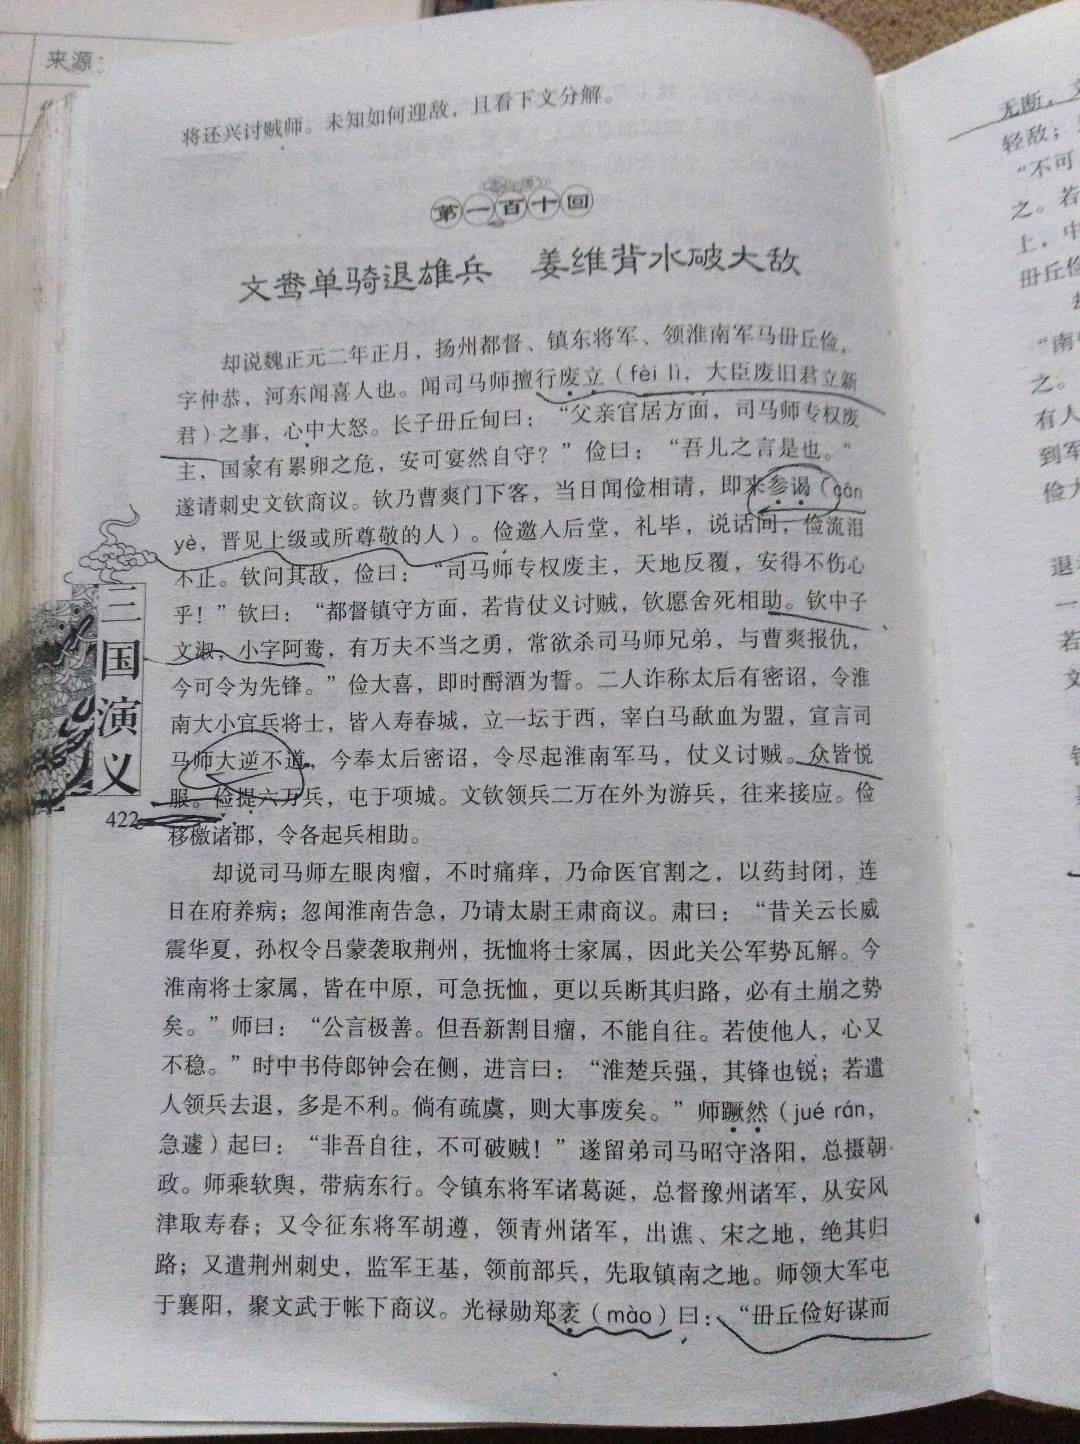 来源:
将还兴讨贼师。未知如何迎敌，且看下文分解。
第一百十回
文鸯单骑退雄兵 姜维背水破大敌
却说魏正元二年正月，扬州都督、镇东将军、领淮南军马毌丘俭，
字仲恭，河东闻喜人也。闻司马师擅行废立（fèi lì，大臣废旧君立新
君）之事，心中大怒。长子毌丘甸曰：“父亲官居方面，司马师专权废
主，国家有累卵之危，安可宴然自守？”俭曰：“吾儿之言是也。”
遂请刺史文钦商议。钦乃曹爽门下客，当日闻俭相请，即来参谒（cān
yè，晋见上级或所尊敬的人）。俭邀入后堂，礼毕，说话间，俭流泪
不止。钦问其故，俭曰：“司马师专权废主，天地反覆，安得不伤心
乎！”钦曰：“都督镇守方面，若肯仗义讨贼，钦愿舍死相助。钦中子
文淑，小字阿鸯，有万夫不当之勇，常欲杀司马师兄弟，与曹爽报仇，
今可令为先锋。”俭大喜，即时酹酒为誓。二人诈称太后有密诏，令淮
南大小官兵将士，皆入寿春城，立一坛于西，宰白马歃血为盟，宣言司
马师大逆不道，今奉太后密诏，令尽起淮南军马，仗义讨贼。众皆悦
服。俭提六万兵，屯于项城。文钦领兵二万在外为游兵，往来接应。俭
移檄诸郡，令各起兵相助。
却说司马师左眼肉瘤，不时痛痒，乃命医官割之，以药封闭，连
日在府养病；忽闻淮南告急，乃请太尉王肃商议。肃曰：“昔关云长威
震华夏，孙权令吕蒙袭取荆州，抚恤将士家属，因此关公军势瓦解。今
淮南将士家属，皆在中原，可急抚恤，更以兵断其归路，必有土崩之势
矣。”师曰：“公言极善。但吾新割目瘤，不能自往。若使他人，心又
不稳。”时中书侍郎钟会在侧，进言曰：“淮楚兵强，其锋也锐；若遣
人领兵去退，多是不利。倘有疏虞，则大事废矣。”师蹶然（jué rán，
急遽）起曰：“非吾自往，不可破贼！”遂留弟司马昭守洛阳，总摄朝
政。师乘软舆，带病东行。令镇东将军诸葛诞，总督豫州诸军，从安风
津取寿春；又令征东将军胡遵，领青州诸军，出谯、宋之地，绝其归
路；又遣荆州刺史，监军王基，领前部兵，先取镇南之地。师领大军屯
于襄阳，聚文武于帐下商议。光禄勋郑袤（mào）曰：“毌丘俭好谋而
三国演义
422
无断，文
轻敌；
“不可
之。若
上，中
毌丘俭
“南
之。
有人
到军
俭大
退
一
若
文